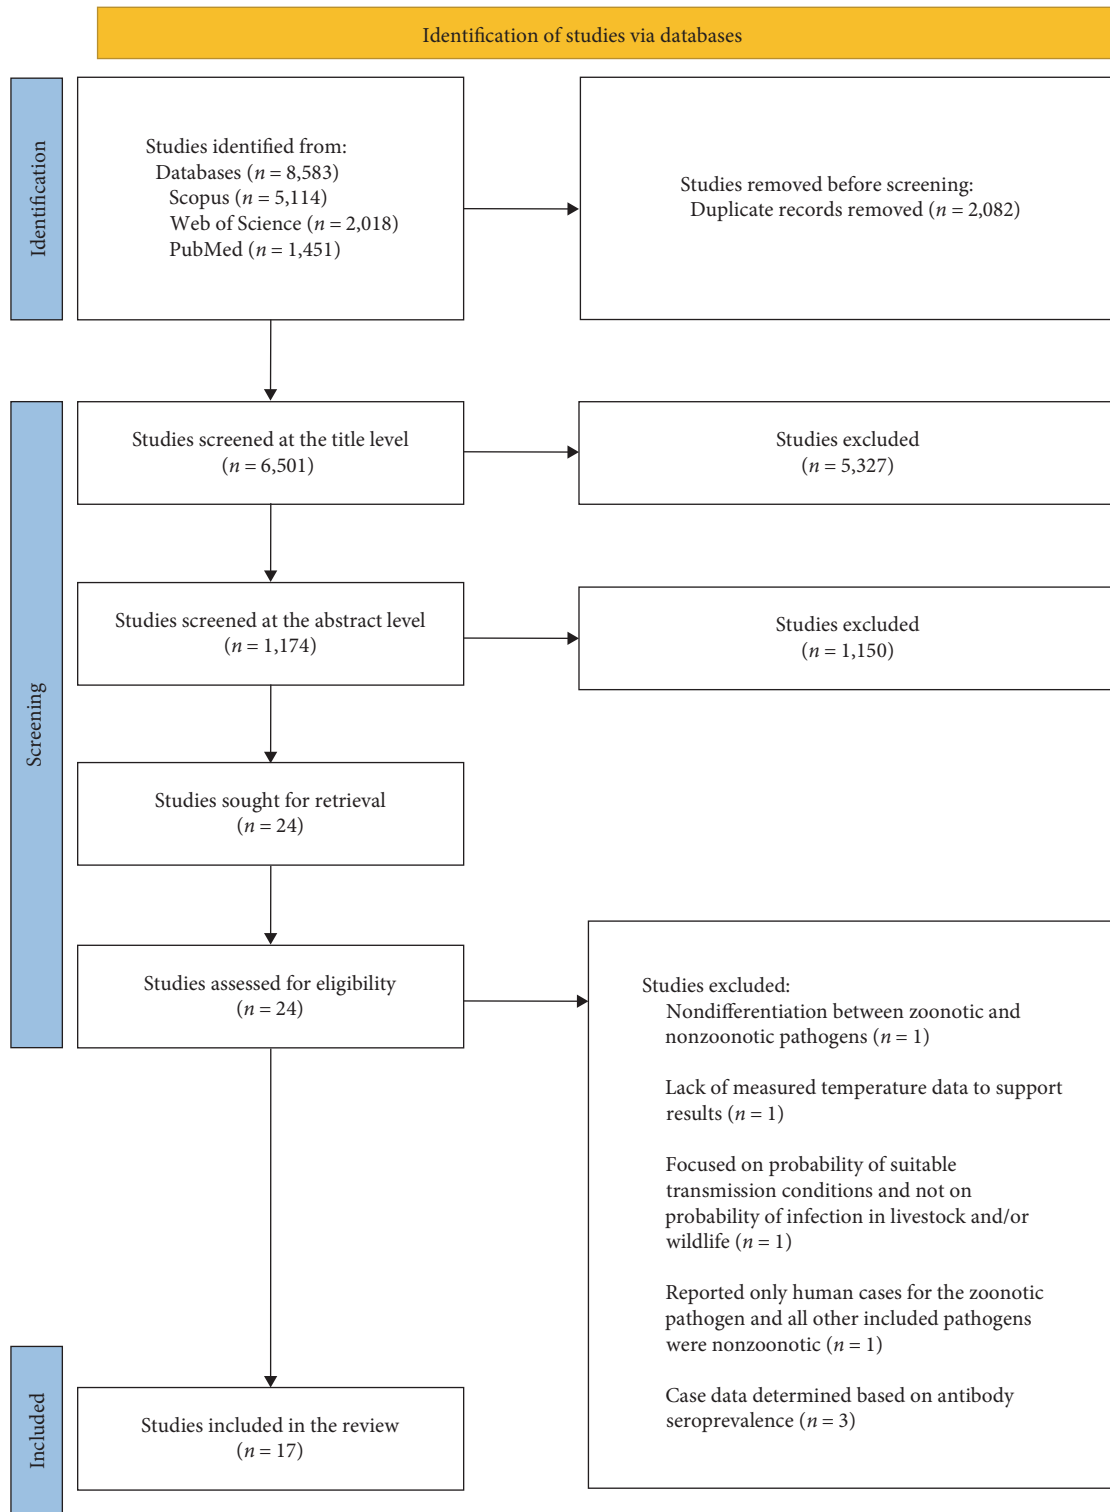 Identification of studies via databases
Identification
Studies identified from:
Databases (n = 8,583)
Scopus (n = 5,114)
Web of Science (n = 2,018)
PubMed (n = 1,451)
Studies removed before screening:
Duplicate records removed (n = 2,082)
Screening
Studies screened at the title level
(n = 6,501)
Studies excluded
(n = 5,327)
Studies screened at the abstract level
(n = 1,174)
Studies excluded
(n = 1,150)
Studies sought for retrieval
(n = 24)
Studies assessed for eligibility
(n = 24)
Studies excluded:
Nondifferentiation between zoonotic and
nonzoonotic pathogens (n = 1)
Lack of measured temperature data to support
results (n = 1)
Focused on probability of suitable
transmission conditions and not on
probability of infection in livestock and/or
wildlife (n = 1)
Reported only human cases for the zoonotic
pathogen and all other included pathogens
were nonzoonotic (n = 1)
Case data determined based on antibody
seroprevalence (n = 3)
Included
Studies included in the review
(n = 17)